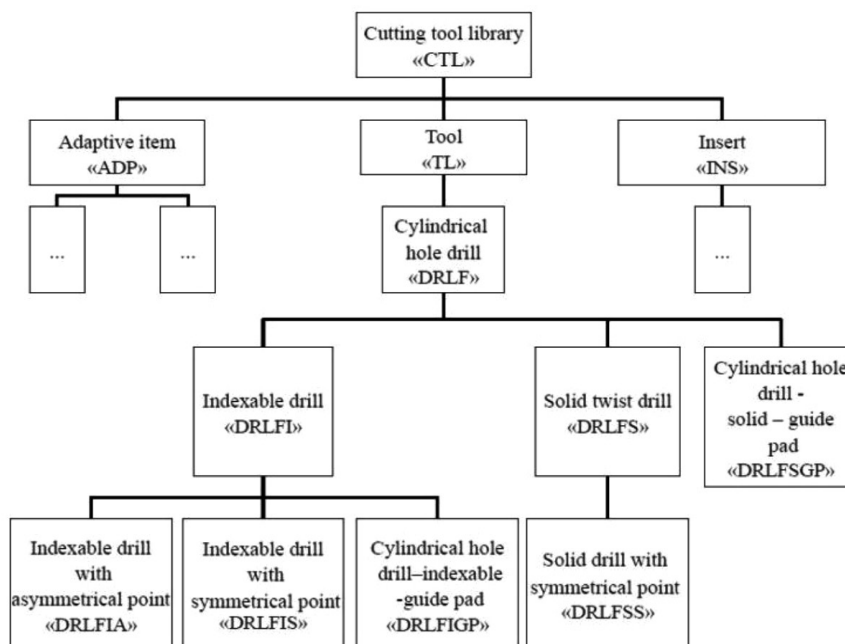 Cutting tool library
«CTL»
Adaptive item
«ADP»
Tool
«TL»
Insert
«INS»
...
...
Cylindrical
hole drill
«DRLF»
...
Indexable drill
«DRLFI»
Solid twist drill
«DRLFS»
Cylindrical hole
drill -
solid – guide
pad
«DRLFSGP»
Indexable drill
with
asymmetrical point
«DRLFIA»
Indexable drill
with
symmetrical point
«DRLFIS»
Cylindrical hole
drill–indexable
-guide pad
«DRLFIGP»
Solid drill with
symmetrical point
«DRLFSS»